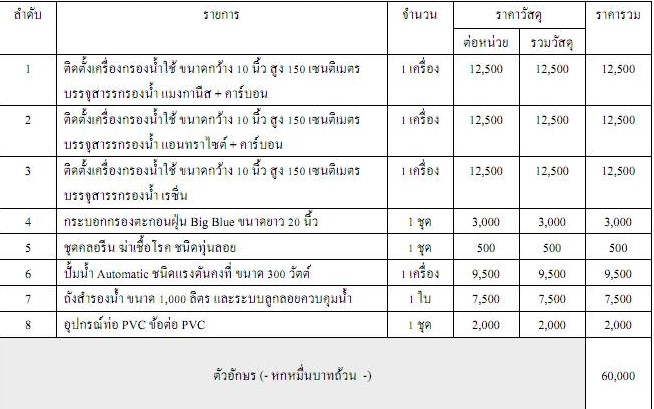 ลำดับ รายการ จำนวน ราคาวัสดุ ราคารวม
ต่อหน่วย รวมวัสดุ
1 ติดตั้งเครื่องกรองน้ำใช้ ขนาดกว้าง 10 นิ้ว สูง 150 เซนติเมตร 1 เครื่อง 12,500 12,500 12,500
บรรจุสารรกรองน้ำ แมงกานีส + คาร์บอน
2 ติดตั้งเครื่องกรองน้ำใช้ ขนาดกว้าง 10 นิ้ว สูง 150 เซนติเมตร 1 เครื่อง 12,500 12,500 12,500
บรรจุสารรกรองน้ำ แอนทราไซต์ + คาร์บอน
3 ติดตั้งเครื่องกรองน้ำใช้ ขนาดกว้าง 10 นิ้ว สูง 150 เซนติเมตร 1 เครื่อง 12,500 12,500 12,500
บรรจุสารรกรองน้ำ เรซิ่น
4 กระบอกกรองตะกอนฝุ่น Big Blue ขนาดยาว 20 นิ้ว 1 ชุด 3,000 3,000 3,000
5 ชุดคลอรีน ฆ่าเชื้อโรค ชนิดทุ่นลอย 1 ชุด 500 500 500
6 ปั้มน้ำ Automatic ชนิดแรงดันคงที่ ขนาด 300 วัตต์ 1 เครื่อง 9,500 9,500 9,500
7 ถังสำรองน้ำ ขนาด 1,000 ลิตร และระบบลูกลอยควบคุมน้ำ 1 ใบ 7,500 7,500 7,500
8 อุปกรณ์ท่อ PVC ข้อต่อ PVC 1 ชุด 2,000 2,000 2,000
ตัวอักษร (- หกหมื่นบาทถ้วน -) 60,000